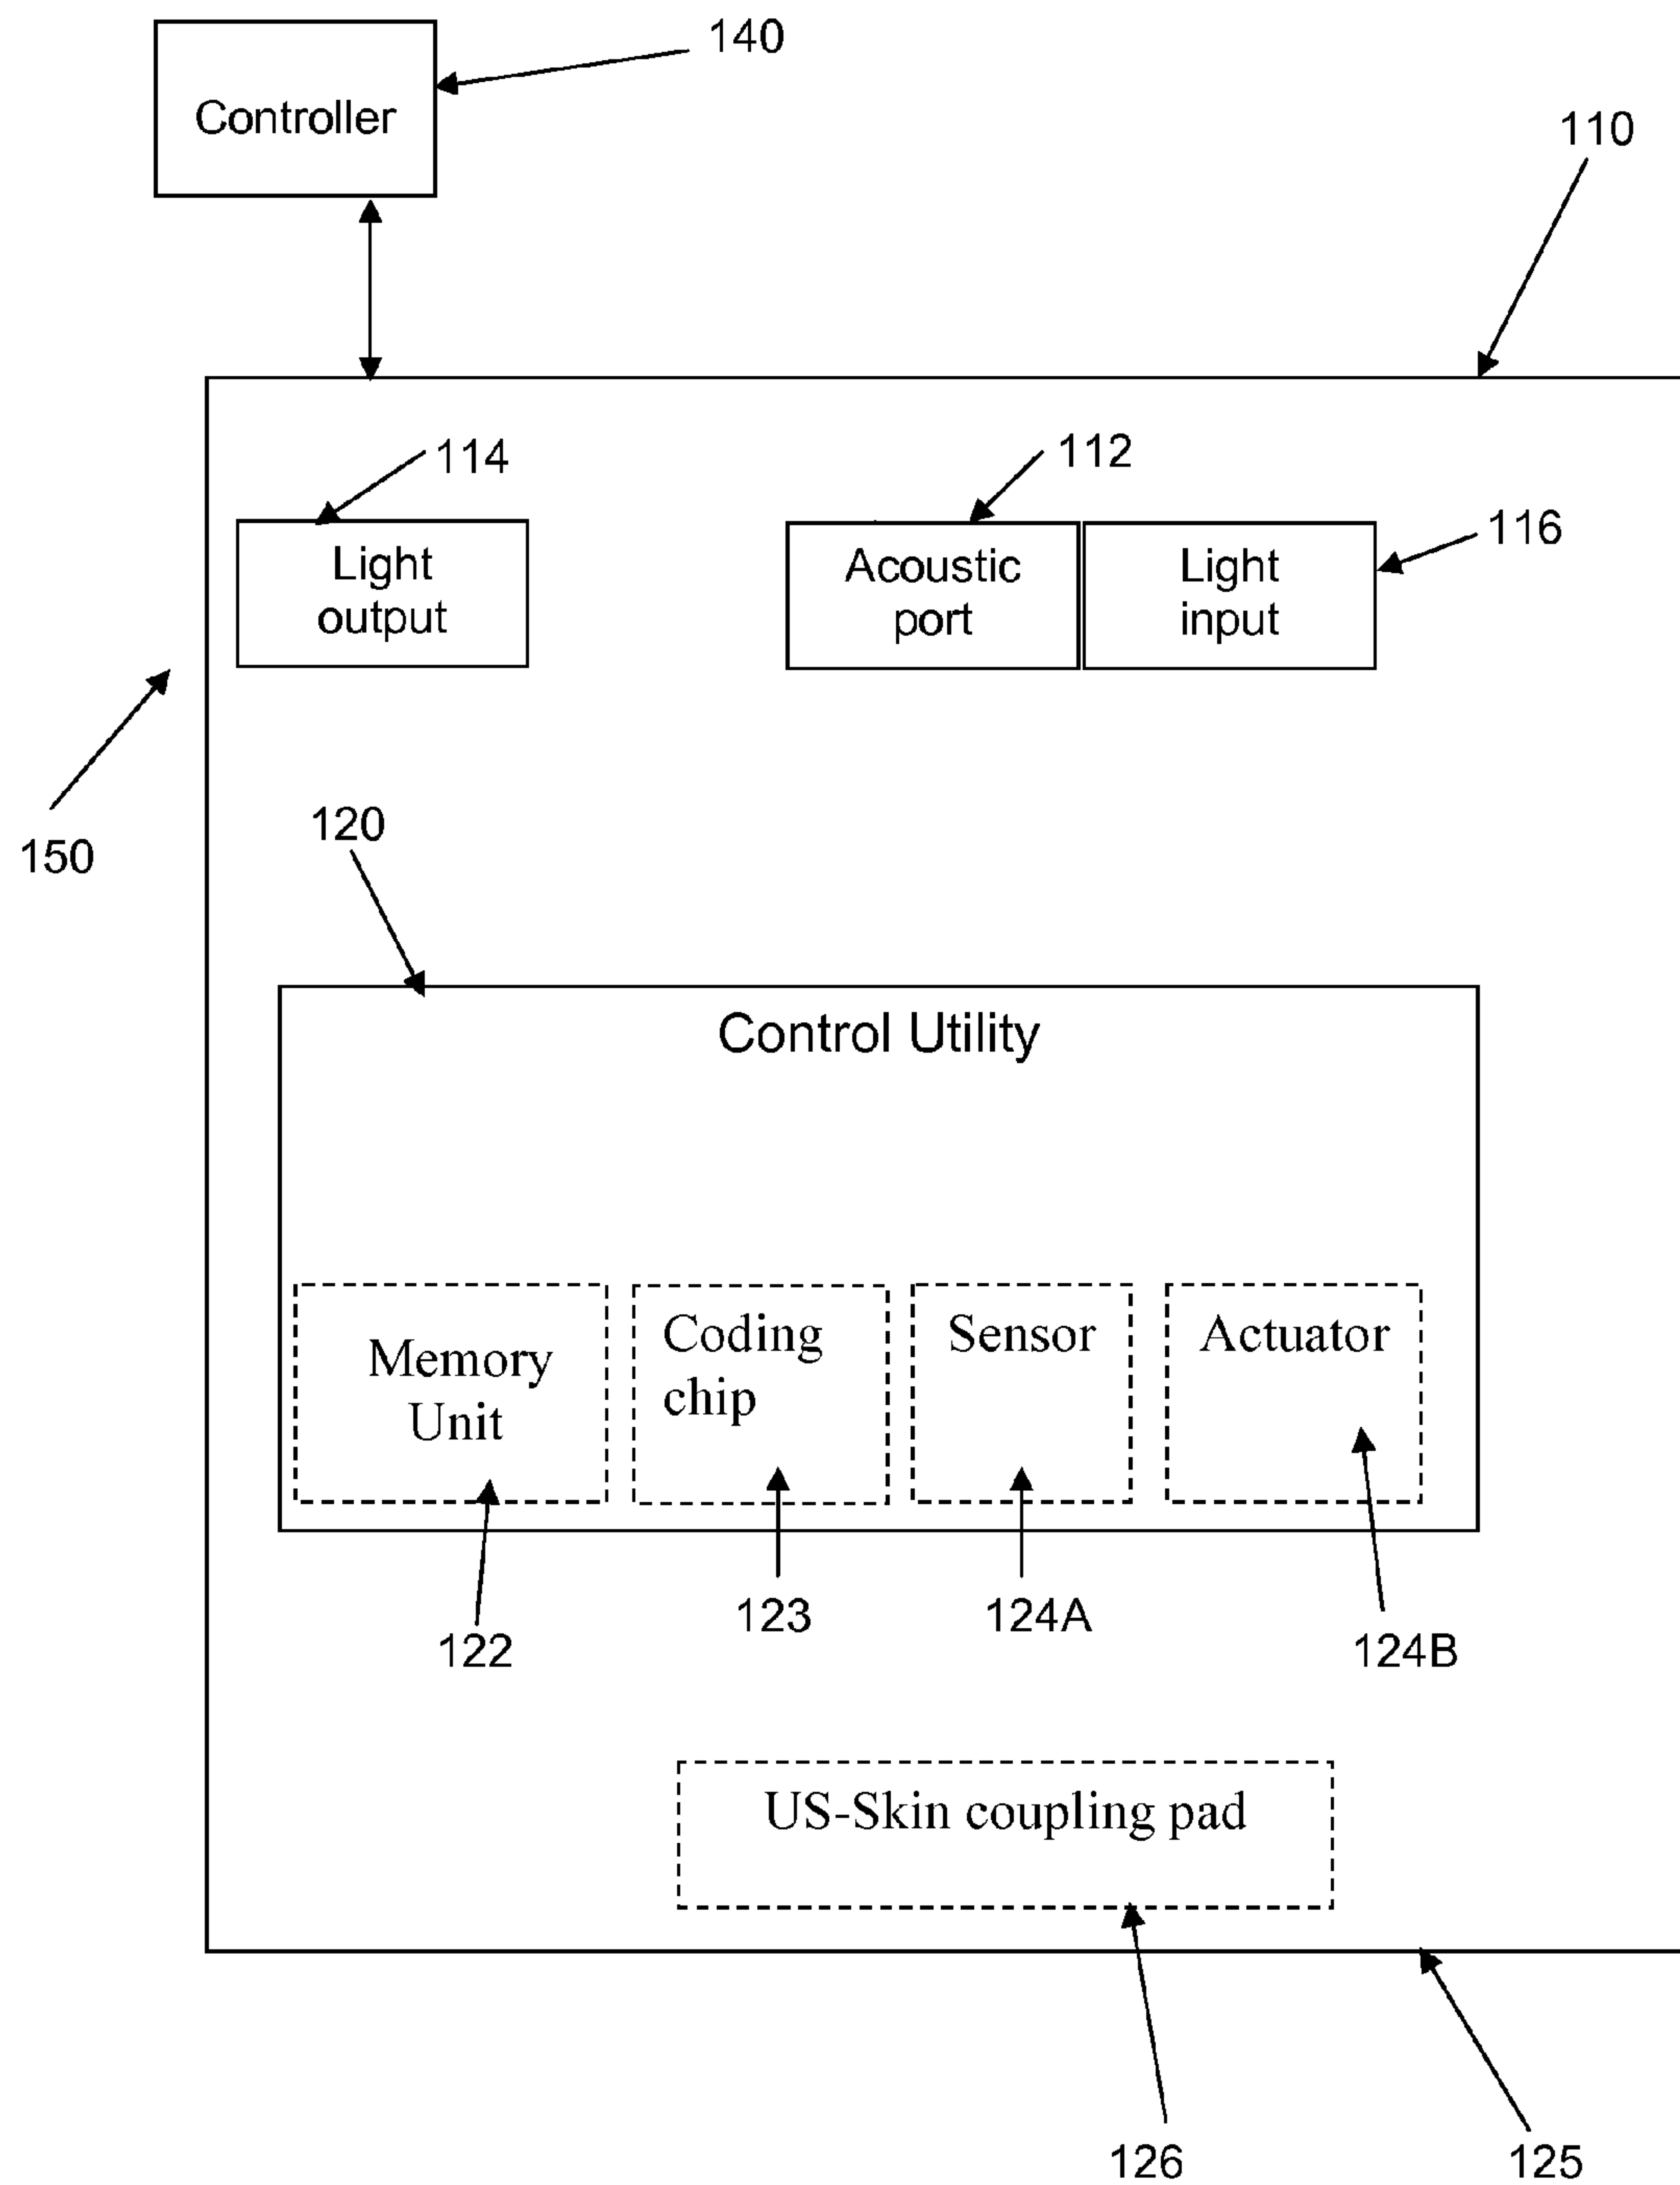 140
Controller
110
114
112
116
Light
output
Acoustic
port
Light
input
150
120
Control Utility
Memory
Unit
Coding
chip
Sensor
Actuator
122
123
124A
124B
US-Skin coupling pad
126
125